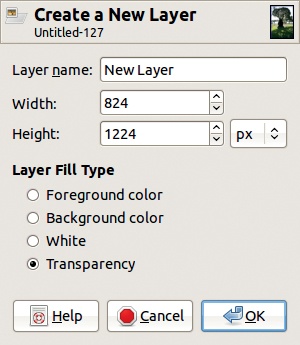 Create a New Layer
Untitled-127
Layer name: New Layer
Width: 824
Height: 1224 px
Layer Fill Type
Foreground color
Background color
White
Transparency
Help Cancel OK